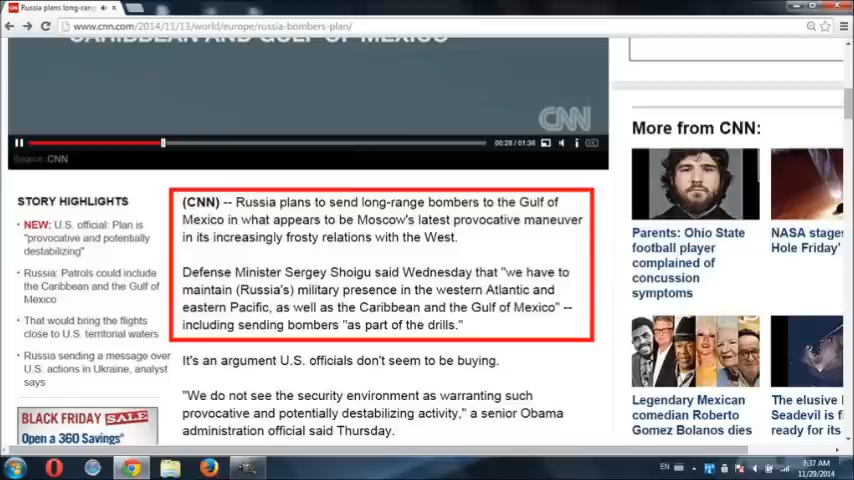 Russia plans long-rang
www.cnn.com/2014/11/13/world/europe/russia-bombers-plan/
CARIBBEAN AND GULF OF MEXICO
CNN
00:28 / 01:36
Source: CNN
STORY HIGHLIGHTS
NEW: U.S. official: Plan is
"provocative and potentially
destabilizing"
Russia: Patrols could include
the Caribbean and the Gulf of
Mexico
That would bring the flights
close to U.S. territorial waters
Russia sending a message over
U.S. actions in Ukraine, analyst
says
BLACK FRIDAY SALE
Open a 360 Savings
(CNN) -- Russia plans to send long-range bombers to the Gulf of
Mexico in what appears to be Moscow's latest provocative maneuver
in its increasingly frosty relations with the West.
Defense Minister Sergey Shoigu said Wednesday that "we have to
maintain (Russia's) military presence in the western Atlantic and
eastern Pacific, as well as the Caribbean and the Gulf of Mexico" --
including sending bombers "as part of the drills."
It's an argument U.S. officials don't seem to be buying.
"We do not see the security environment as warranting such
provocative and potentially destabilizing activity," a senior Obama
administration official said Thursday.
More from CNN:
Parents: Ohio State
football player
complained of
concussion
symptoms
NASA stages
Hole Friday'
Legendary Mexican
comedian Roberto
Gomez Bolanos dies
The elusive
Seadevil is f
ready for its
EN
7:37 AM
11/29/2014